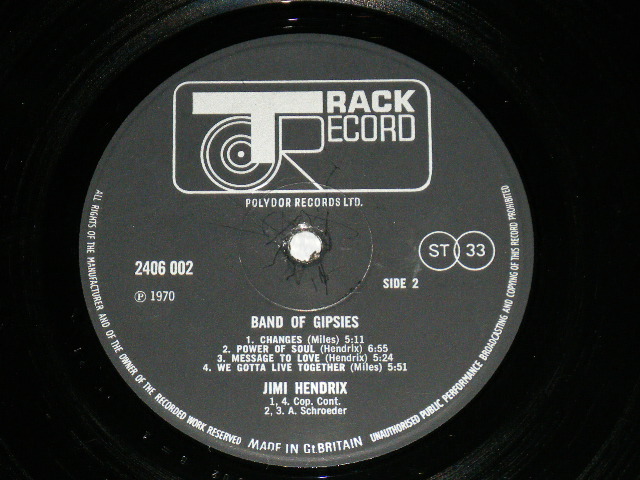 TRACK
RECORD
POLYDOR RECORDS LTD.
ST 33
2406 002
SIDE 2
℗ 1970
BAND OF GIPSIES
1. CHANGES (Miles) 5:11
2. POWER OF SOUL (Hendrix) 6:55
3. MESSAGE TO LOVE (Hendrix) 5:24
4. WE GOTTA LIVE TOGETHER (Miles) 5:51
JIMI HENDRIX
1, 4. Cop. Cont.
2, 3. A. Schroeder
ALL RIGHTS OF THE MANUFACTURER AND OF THE OWNER OF THE RECORDED WORK RESERVED
MADE IN Gt.BRITAIN
UNAUTHORISED PUBLIC PERFORMANCE BROADCASTING AND COPYING OF THIS RECORD PROHIBITED